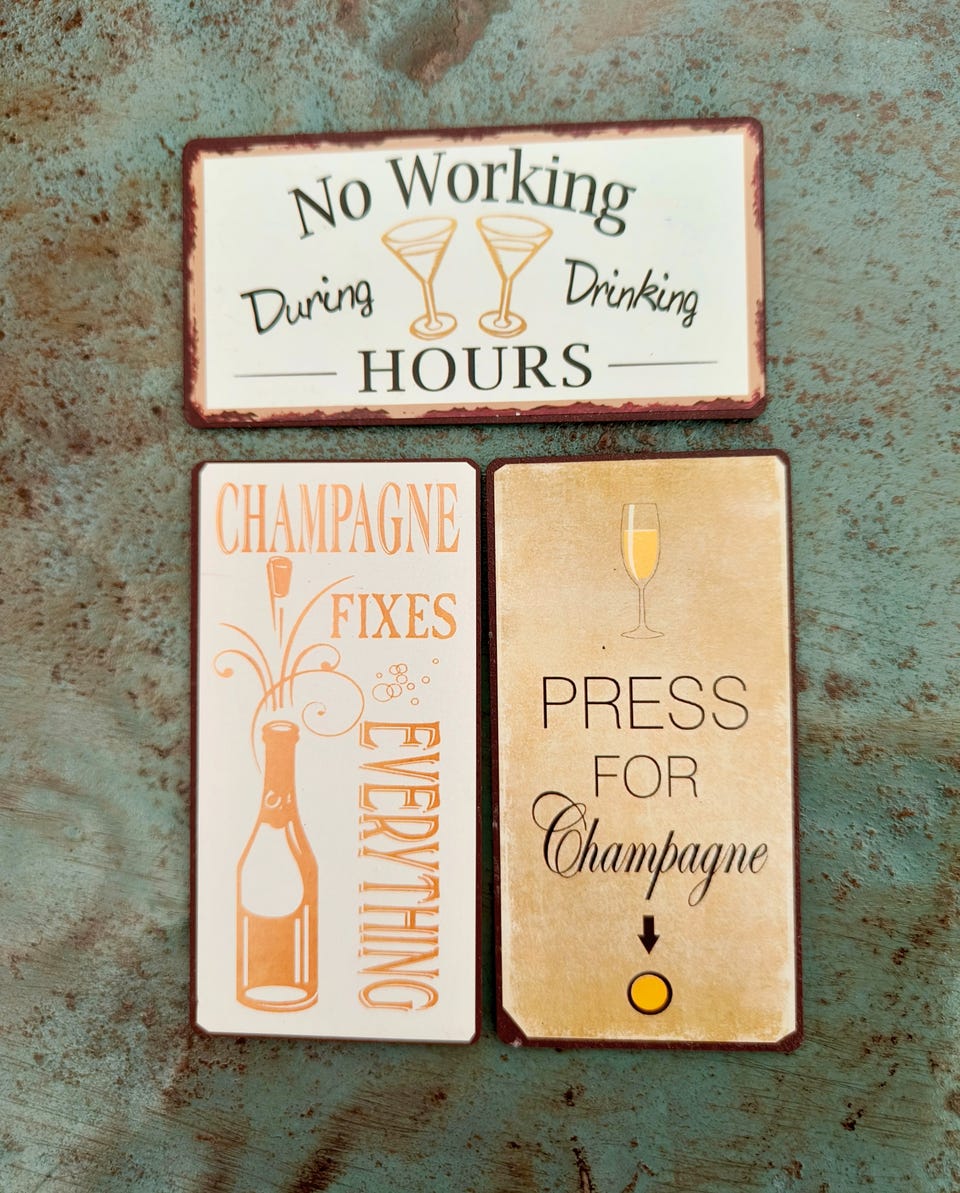 No Working
During Drinking
HOURS
CHAMPAGNE
FIXES
EVERYTHING
PRESS
FOR
Champagne